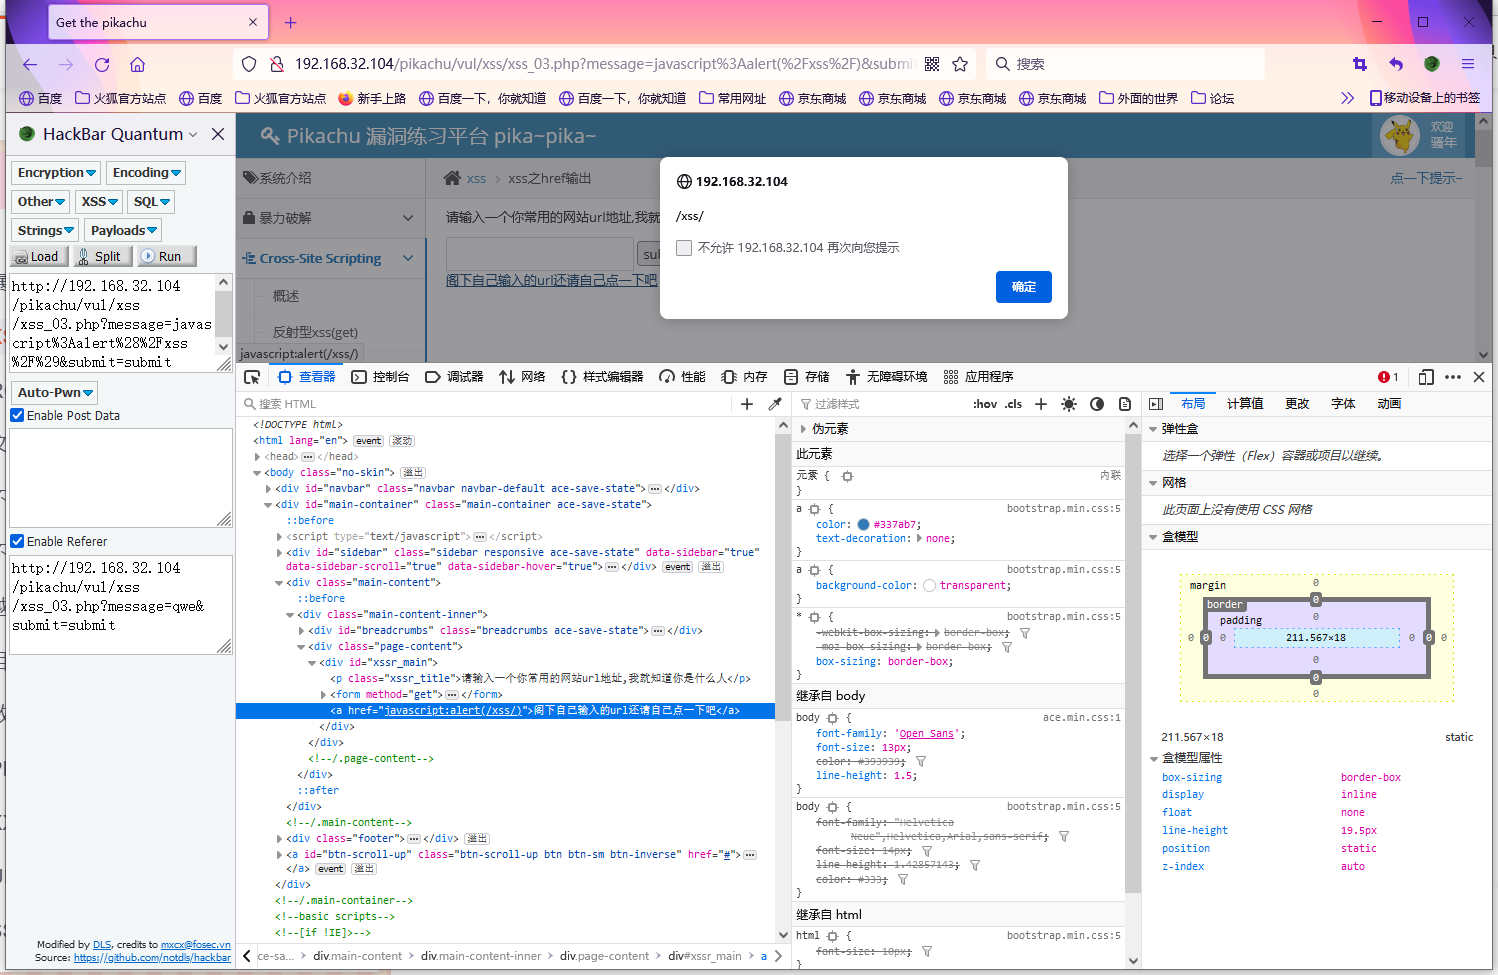 Get the pikachu
192.168.32.104/pikachu/vul/xss/xss_03.php?message=javascript%3Aalert(%2Fxss%2F)&submit
搜索
百度
火狐官方站点
百度
火狐官方站点
新手上路
百度一下，你就知道
百度一下，你就知道
常用网址
京东商城
京东商城
京东商城
京东商城
外面的世界
论坛
移动设备上的书签
HackBar Quantum
Encryption
Encoding
Other
XSS
SQL
Strings
Payloads
Load
Split
Run
http://192.168.32.104
/pikachu/vul/xss
/xss_03.php?message=javas
cript%3Aalert%28%2Fxss
%2F%29&submit=submit
Auto-Pwn
Enable Post Data
Enable Referer
http://192.168.32.104
/pikachu/vul/xss
/xss_03.php?message=qwe&
submit=submit
Modified by DLS, credits to mxcx@fosec.vn
Source: https://github.com/notdls/hackbar
Pikachu 漏洞练习平台 pika~pika~
欢迎
骚年
系统介绍
暴力破解
Cross-Site Scripting
概述
反射型xss(get)
javascript:alert(/xss/)
xss
xss之href输出
点一下提示~
请输入一个你常用的网站url地址,我就
su
阁下自己输入的url还请自己点一下吧
192.168.32.104
/xss/
不允许 192.168.32.104 再次向您提示
确定
查看器
控制台
调试器
网络
样式编辑器
性能
内存
存储
无障碍环境
应用程序
1
搜索 HTML
<!DOCTYPE html>
<html lang="en"> event 滚动
<head> ⋯ </head>
<body class="no-skin"> 溢出
<div id="navbar" class="navbar navbar-default ace-save-state"> ⋯ </div>
<div id="main-container" class="main-container ace-save-state">
::before
<script type="text/javascript"> ⋯ </script>
<div id="sidebar" class="sidebar responsive ace-save-state" data-sidebar="true"
data-sidebar-scroll="true" data-sidebar-hover="true"> ⋯ </div> event 溢出
<div class="main-content">
::before
<div class="main-content-inner">
<div id="breadcrumbs" class="breadcrumbs ace-save-state"> ⋯ </div>
<div class="page-content">
<div id="xssr_main">
<p class="xssr_title">请输入一个你常用的网站url地址,我就知道你是什么人</p>
<form method="get"> ⋯ </form>
<a href="javascript:alert(/xss/)">阁下自己输入的url还请自己点一下吧</a>
</div>
</div>
<!--/.page-content-->
</div>
::after
</div>
<!--/.main-content-->
<div class="footer"> ⋯ </div> 溢出
<a id="btn-scroll-up" class="btn-scroll-up btn btn-sm btn-inverse" href="#"> ⋯
</a> event 溢出
</div>
<!--/.main-container-->
<!--basic scripts-->
<!--[if !IE]>-->
ce-sa...
div.main-content
div.main-content-inner
div.page-content
div#xssr_main
a
过滤样式
:hov .cls
伪元素
此元素
元素 { 内联
}
a { bootstrap.min.css:5
color: #337ab7;
text-decoration: none;
}
a { bootstrap.min.css:5
background-color: transparent;
}
* { bootstrap.min.css:5
-webkit-box-sizing: border-box;
-moz-box-sizing: border-box;
box-sizing: border-box;
}
继承自 body
body { ace.min.css:1
font-family: 'Open Sans';
font-size: 13px;
color: #393939;
line-height: 1.5;
}
body { bootstrap.min.css:5
font-family: "Helvetica
Neue",Helvetica,Arial,sans-serif;
font-size: 14px;
line-height: 1.42857143;
color: #333;
}
继承自 html
html { bootstrap.min.css:5
font-size: 10px;
}
布局
计算值
更改
字体
动画
弹性盒
选择一个弹性（Flex）容器或项目以继续。
网格
此页面上没有使用 CSS 网格
盒模型
margin 0
border 0
padding 0
0 0 0 211.567×18 0 0 0
0
0
0
211.567×18 static
盒模型属性
box-sizing border-box
display inline
float none
line-height 19.5px
position static
z-index auto